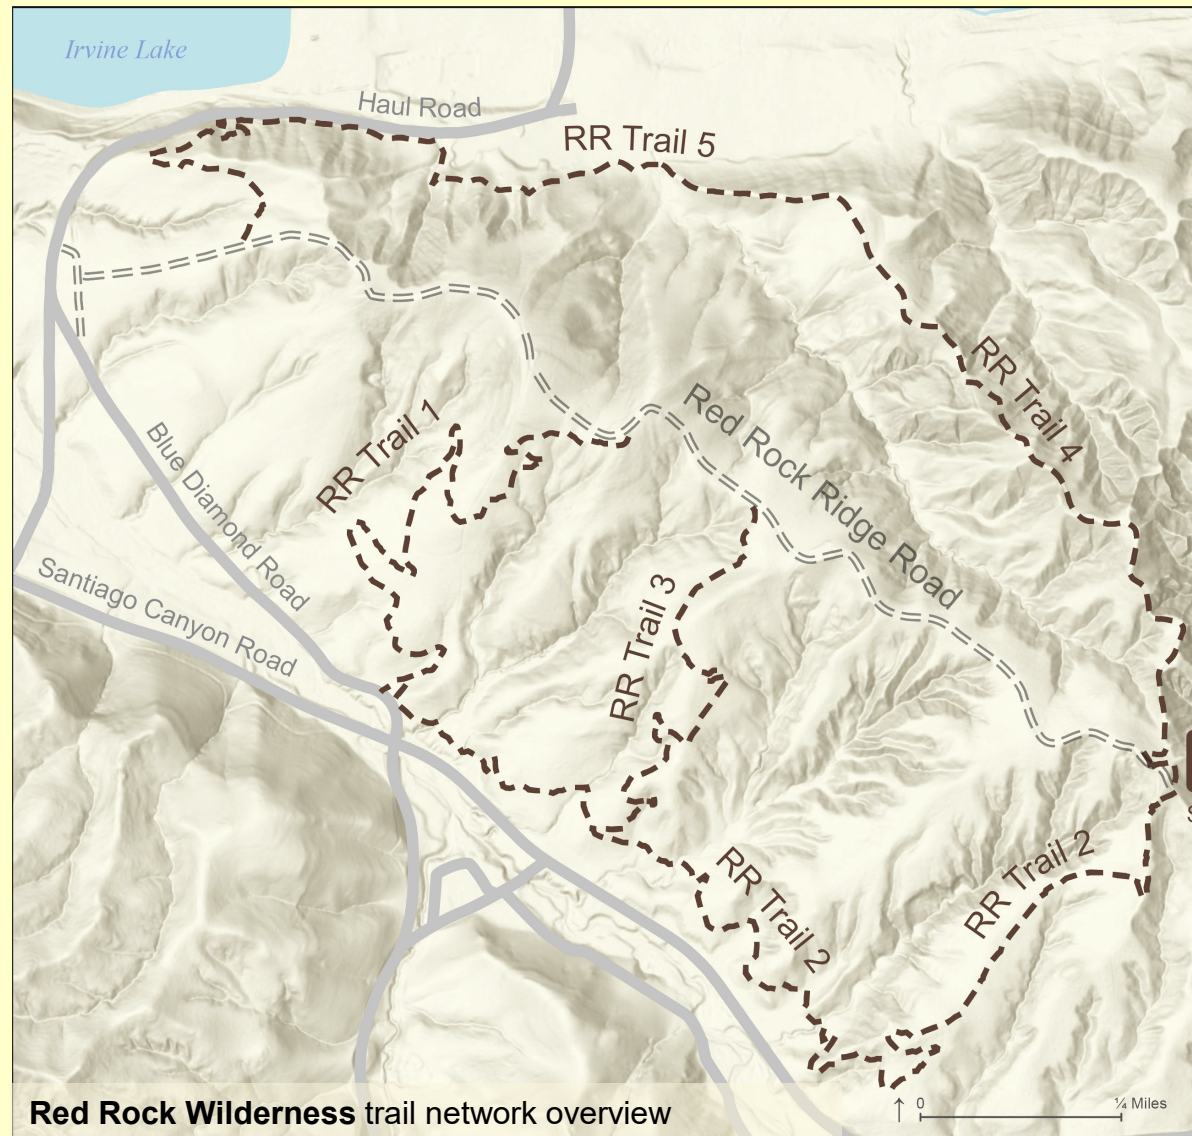 Irvine Lake
Haul Road
RR Trail 5
RR Trail 4
RR Trail 1
Red Rock Ridge Road
Blue Diamond Road
Santiago Canyon Road
RR Trail 3
RR Trail 2
RR Trail 2
Red Rock Wilderness trail network overview
0 ¼ Miles